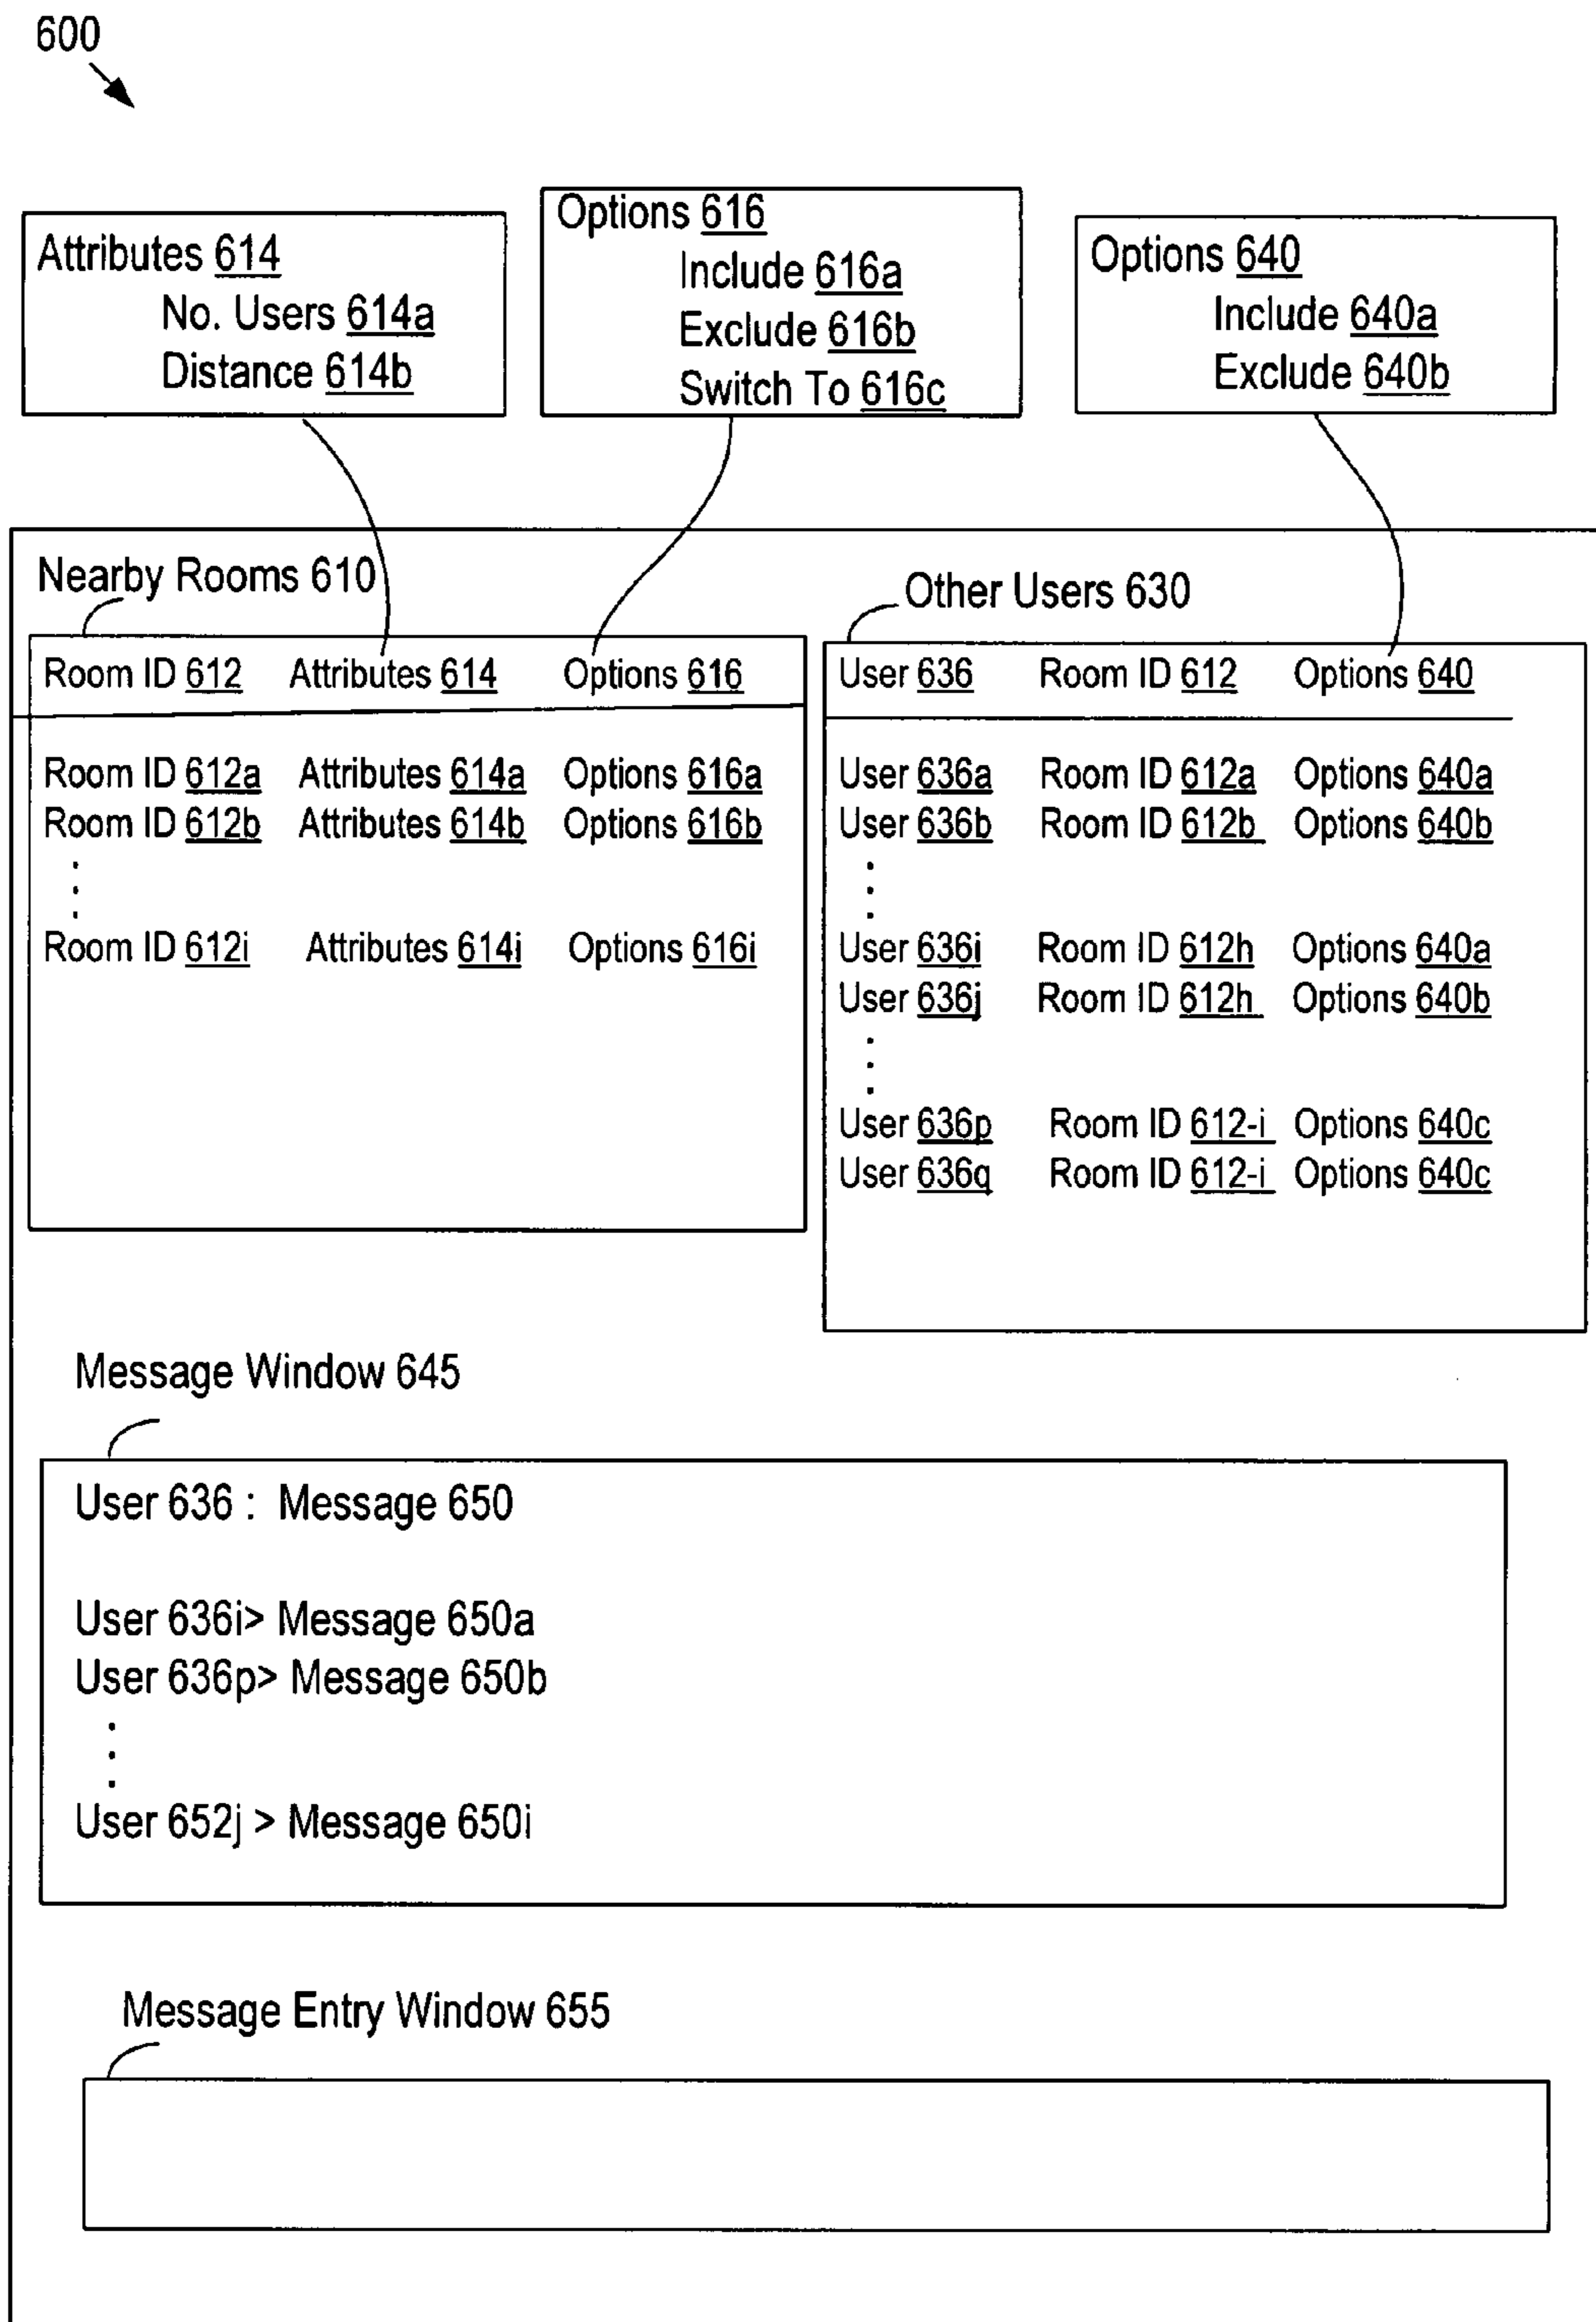 600
Attributes 614
No. Users 614a
Distance 614b
Options 616
Include 616a
Exclude 616b
Switch To 616c
Options 640
Include 640a
Exclude 640b
Nearby Rooms 610
Room ID 612 Attributes 614 Options 616
Room ID 612a Attributes 614a Options 616a
Room ID 612b Attributes 614b Options 616b
Room ID 612i Attributes 614i Options 616i
Other Users 630
User 636 Room ID 612 Options 640
User 636a Room ID 612a Options 640a
User 636b Room ID 612b Options 640b
User 636i Room ID 612h Options 640a
User 636j Room ID 612h Options 640b
User 636p Room ID 612-i Options 640c
User 636q Room ID 612-i Options 640c
Message Window 645
User 636 : Message 650
User 636i> Message 650a
User 636p> Message 650b
User 652j > Message 650i
Message Entry Window 655